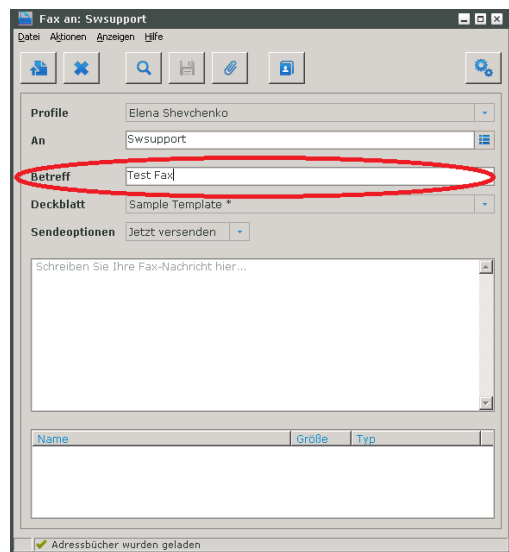 Fax an: Swsupport
Datei Aktionen Anzeigen Hilfe
Profile Elena Shevchenko
An Swsupport
Betreff Test Fax
Deckblatt Sample Template *
Sendeoptionen Jetzt versenden
Schreiben Sie Ihre Fax-Nachricht hier...
Name Größe Typ
Adressbücher wurden geladen